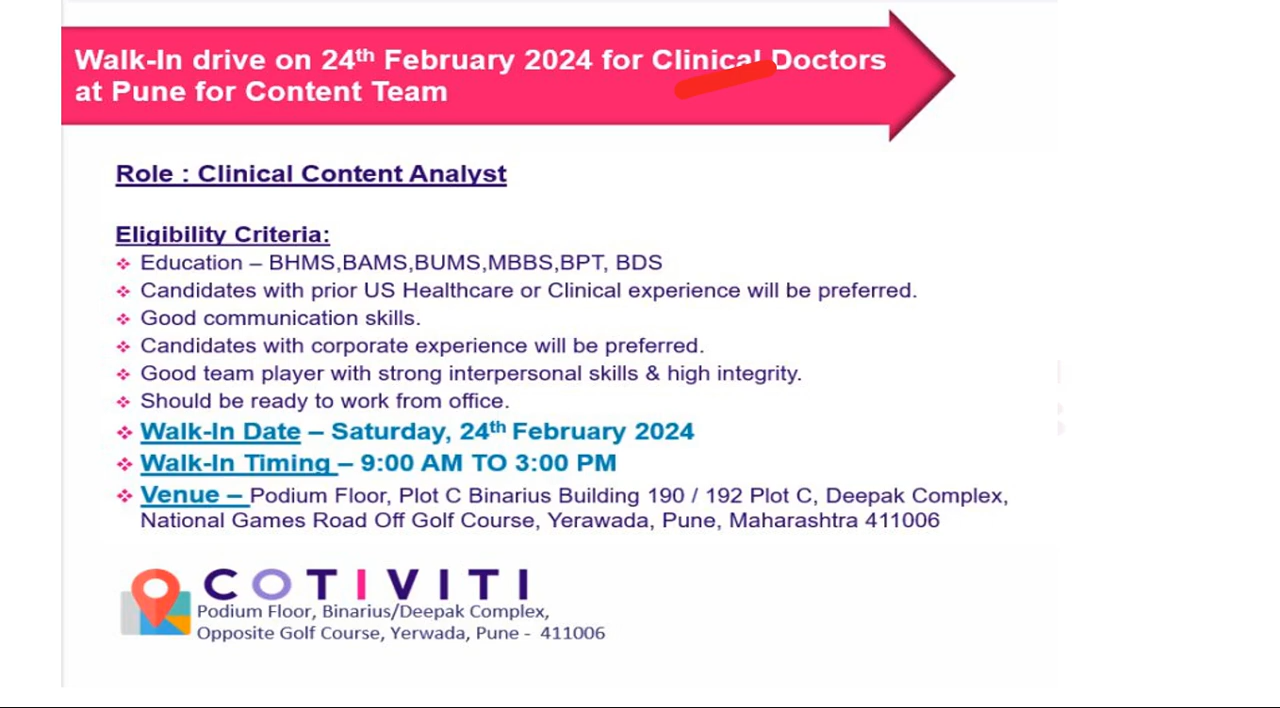 Walk-In drive on 24th February 2024 for Clinical Doctors
at Pune for Content Team
Role : Clinical Content Analyst
Eligibility Criteria:
❖ Education – BHMS,BAMS,BUMS,MBBS,BPT, BDS
❖ Candidates with prior US Healthcare or Clinical experience will be preferred.
❖ Good communication skills.
❖ Candidates with corporate experience will be preferred.
❖ Good team player with strong interpersonal skills & high integrity.
❖ Should be ready to work from office.
❖ Walk-In Date – Saturday, 24th February 2024
❖ Walk-In Timing – 9:00 AM TO 3:00 PM
❖ Venue – Podium Floor, Plot C Binarius Building 190 / 192 Plot C, Deepak Complex,
National Games Road Off Golf Course, Yerawada, Pune, Maharashtra 411006
COTIVITI
Podium Floor, Binarius/Deepak Complex,
Opposite Golf Course, Yerwada, Pune - 411006